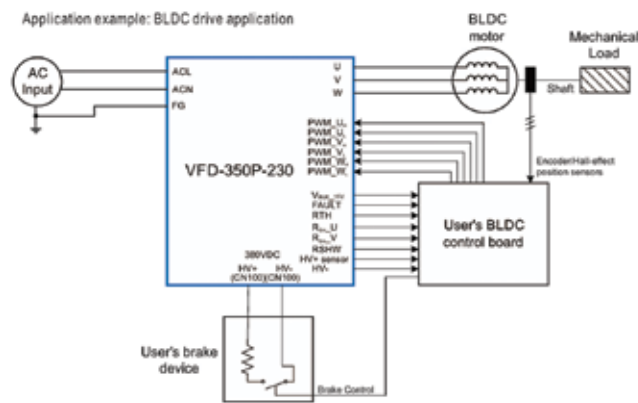 Application example: BLDC drive application
BLDC
motor
Mechanical
Load
AC
Input
ACL
ACN
FG
U
V
W
Shaft
PWM_U+
PWM_U-
PWM_V+
PWM_V-
PWM_W+
PWM_W-
Encoder/Hall-effect
position sensors
VFD-350P-230
FAULT
RTH
RSHW
HV+ sensor
HV-
User's BLDC
control board
380VDC
HV+ HV-
(CN100)(CN109)
User's brake
device
Brake Control